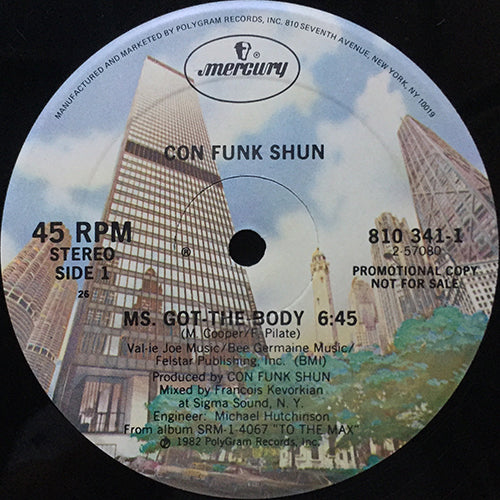 MANUFACTURED AND MARKETED BY POLYGRAM RECORDS, INC. 810 SEVENTH AVENUE, NEW YORK, NY 10019
mercury
®
CON FUNK SHUN
45 RPM
STEREO
SIDE 1
26
℗
810 341-1
2-57080
PROMOTIONAL COPY
NOT FOR SALE
MS. GOT-THE-BODY 6:45
(M. Cooper/F. Pilate)
Val-ie Joe Music/Bee Germaine Music/
Felstar Publishing, Inc. (BMI)
Produced by CON FUNK SHUN
Mixed by Francois Kevorkian
at Sigma Sound, N. Y.
Engineer: Michael Hutchinson
From album SRM-1-4067 "TO THE MAX"
℗ 1982 PolyGram Records, Inc.